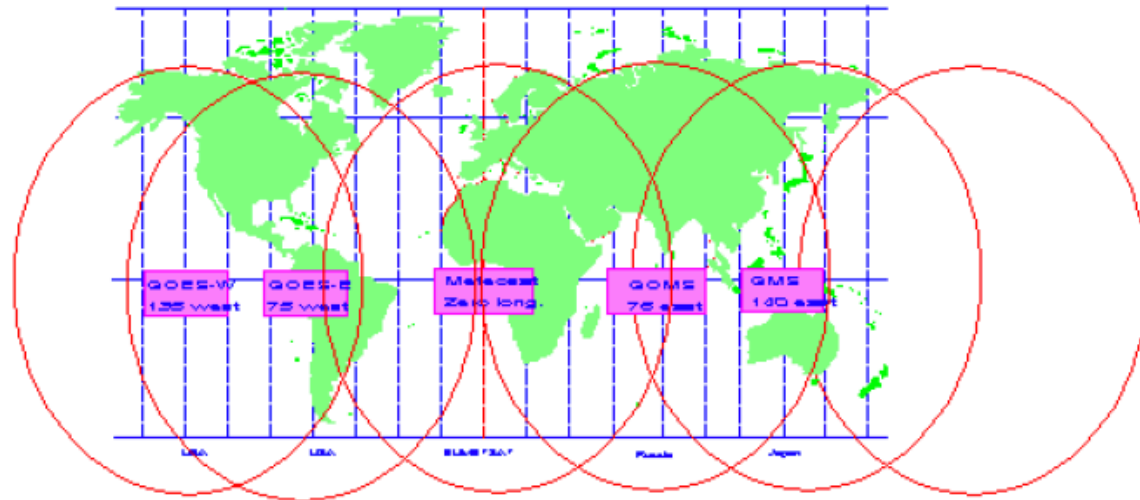 GOES-W
135 west
GOES-E
75 west
Meteosat
Zero long.
GOMS
76 east
GMS
140 east
USA
USA
EUMETSAT
Russia
Japan